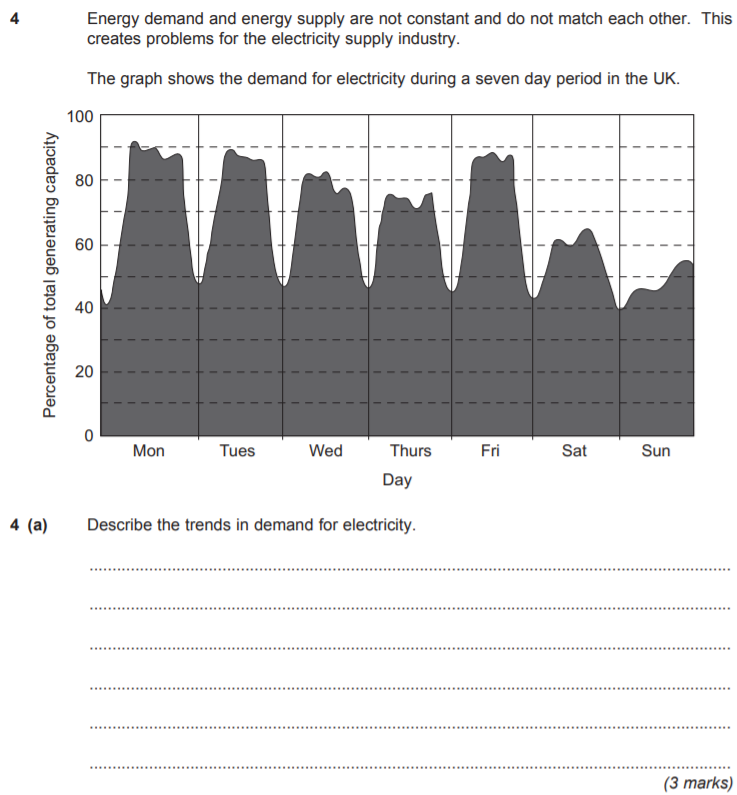 4 Energy demand and energy supply are not constant and do not match each other. This
creates problems for the electricity supply industry.
The graph shows the demand for electricity during a seven day period in the UK.
Percentage of total generating capacity
100
80
60
40
20
0
Mon Tues Wed Thurs Fri Sat Sun
Day
4 (a) Describe the trends in demand for electricity.
(3 marks)